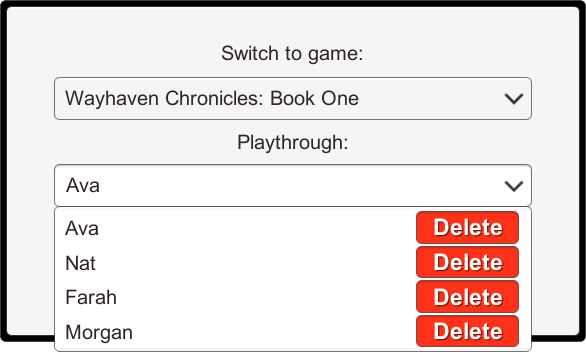 Switch to game:
Wayhaven Chronicles: Book One
Playthrough:
Ava
Ava Delete
Nat Delete
Farah Delete
Morgan Delete